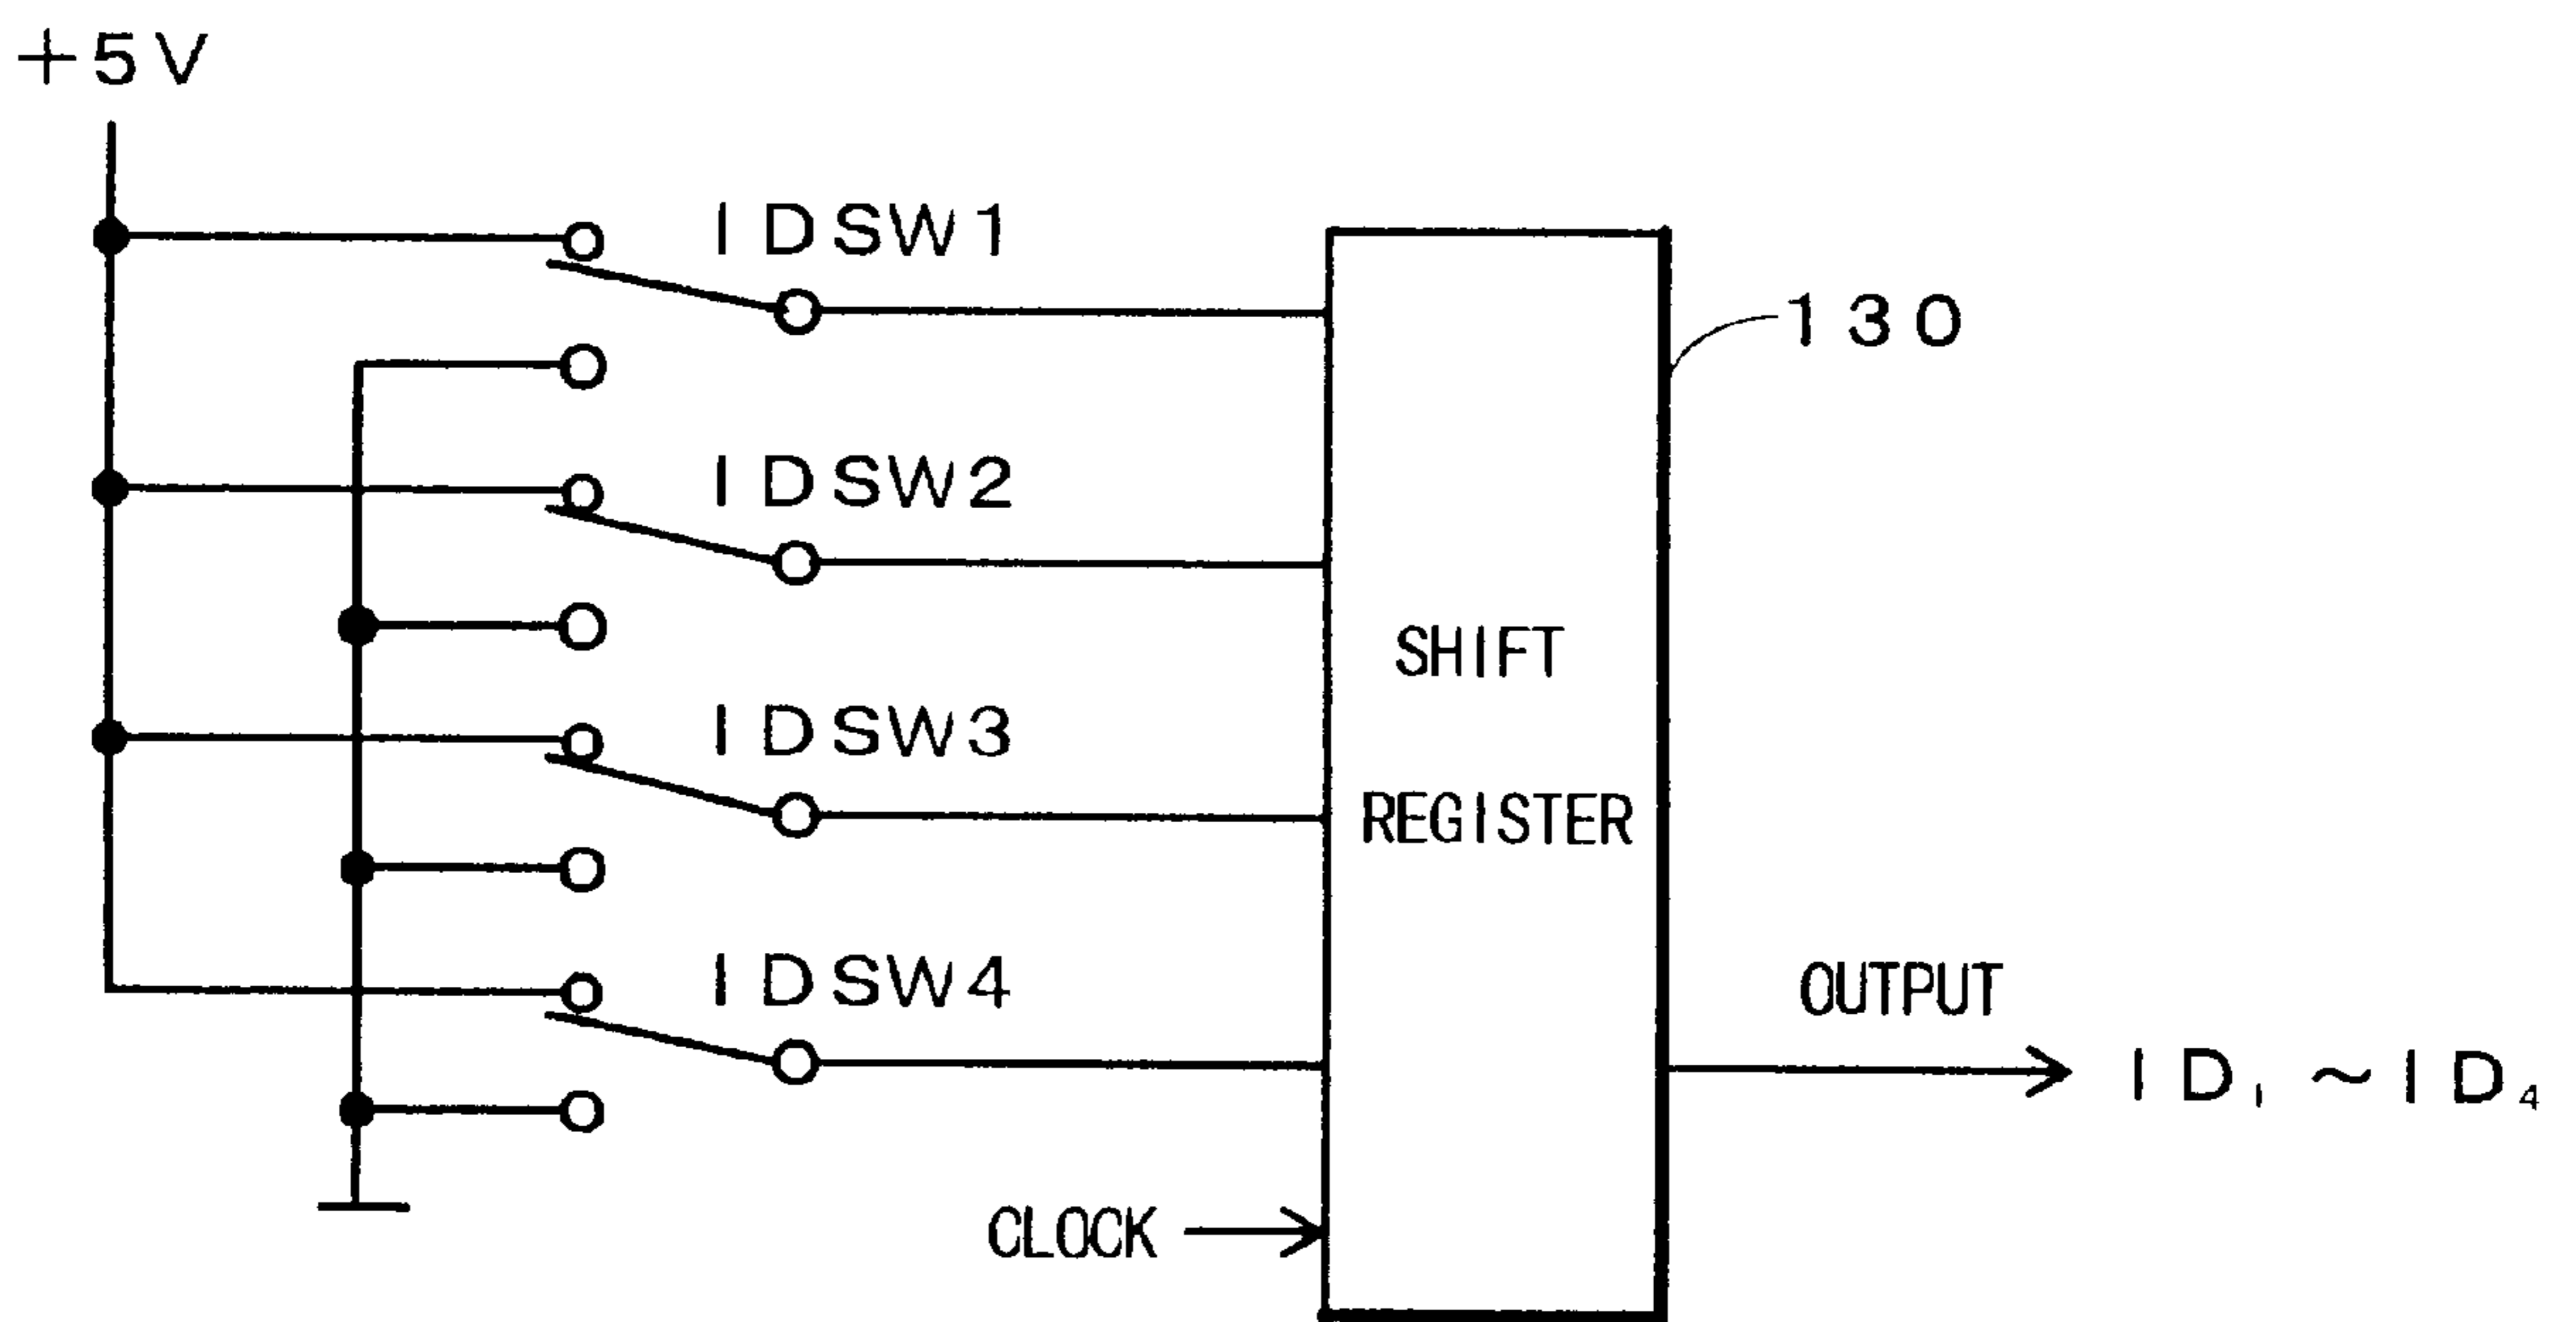 +5V
IDSW1
130
IDSW2
SHIFT
IDSW3
REGISTER
IDSW4
OUTPUT
ID₁ ~ ID₄
CLOCK